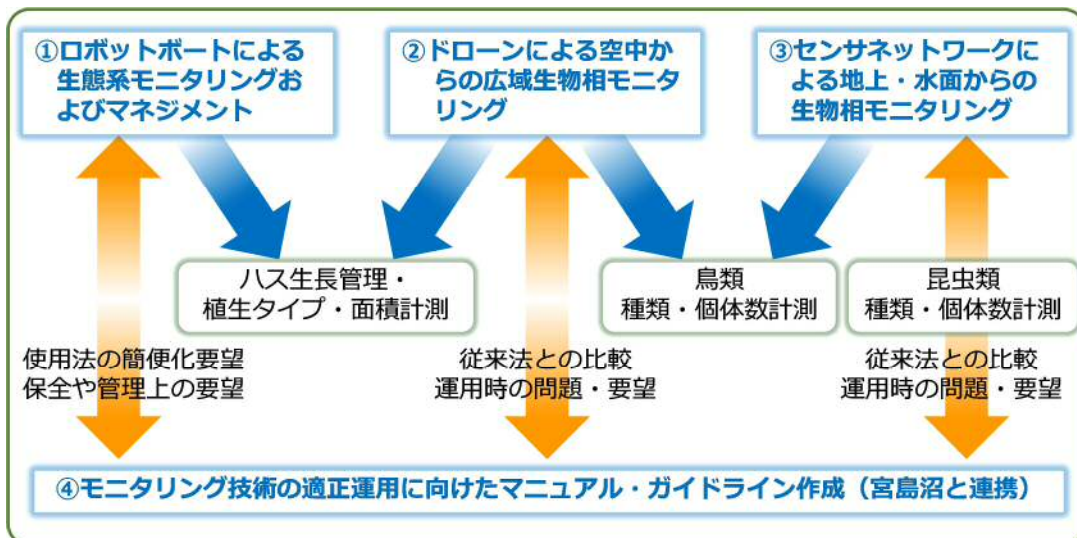 ①ロボットボートによる
生態系モニタリングお
よびマネジメント
②ドローンによる空中か
らの広域生物相モニタ
リング
③センサネットワークに
よる地上・水面からの
生物相モニタリング
ハス生長管理・
植生タイプ・面積計測
鳥類
種類・個体数計測
昆虫類
種類・個体数計測
使用法の簡便化要望
保全や管理上の要望
従来法との比較
運用時の問題・要望
従来法との比較
運用時の問題・要望
④モニタリング技術の適正運用に向けたマニュアル・ガイドライン作成（宮島沼と連携）